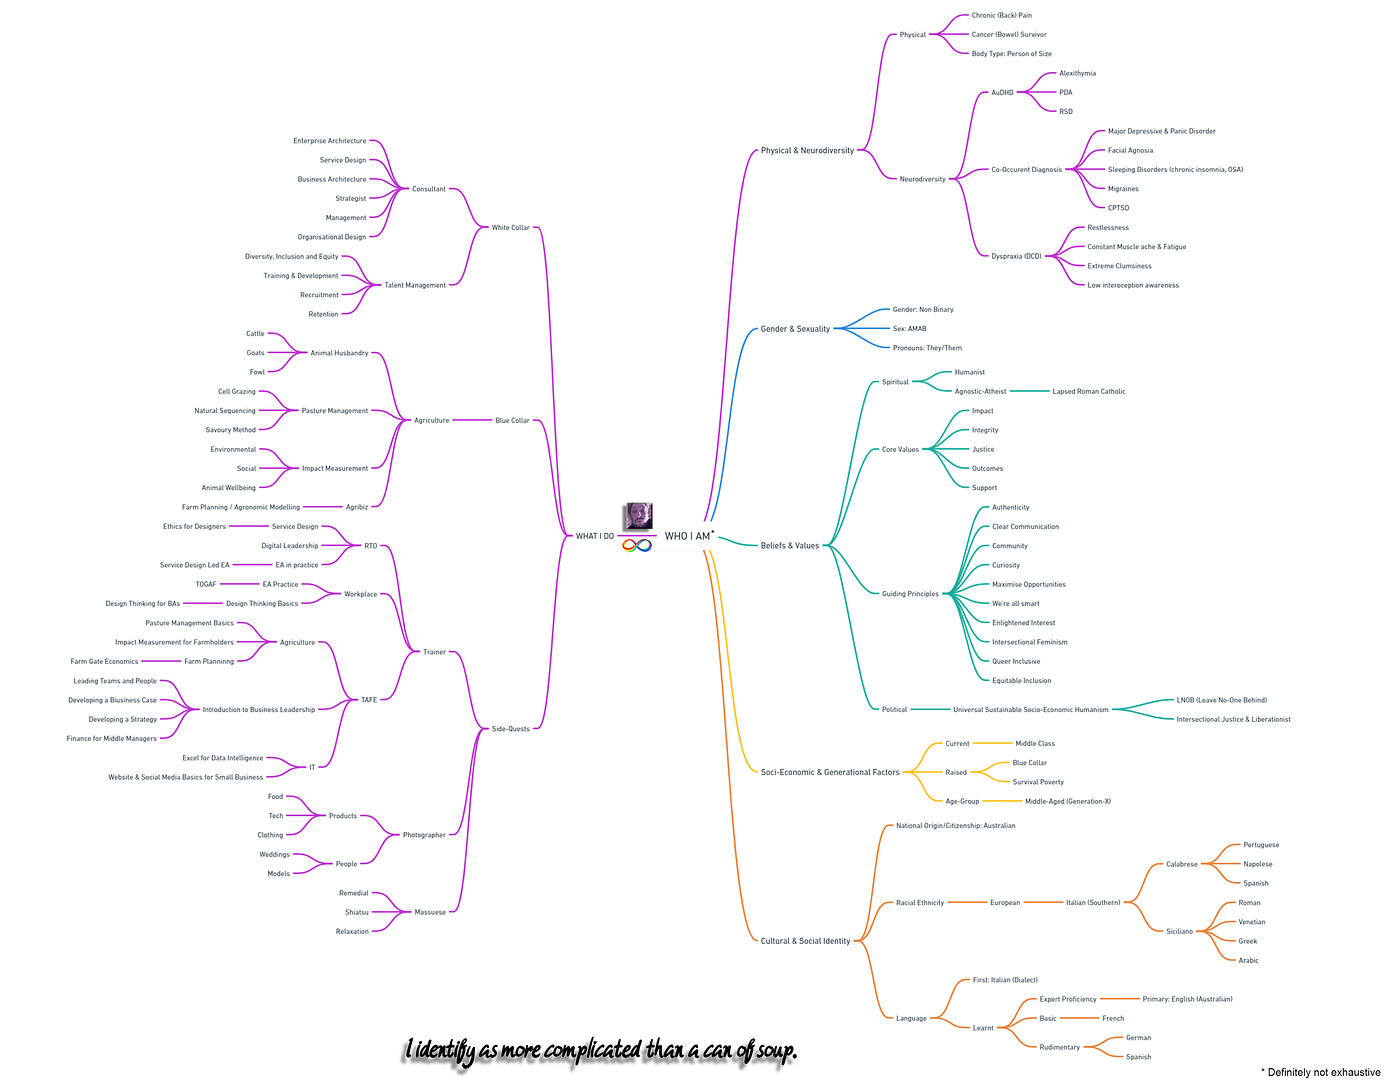 Chronic (Back) Pain
Physical
Cancer (Bowel) Survivor
Body Type: Person of Size
Alexithymia
AuDHD
PDA
RSD
Physical & Neurodiversity
Neurodiversity
Major Depressive & Panic Disorder
Facial Agnosia
Co-Occurent Diagnosis
Sleeping Disorders (chronic insomnia, OSA)
Migraines
CPTSD
Restlessness
Constant Muscle ache & Fatigue
Dyspraxia (DCD)
Extreme Clumsiness
Low interoception awareness
Gender & Sexuality
Gender: Non Binary
Sex: AMAB
Pronouns: They/Them
Beliefs & Values
Spiritual
Humanist
Agnostic-Atheist
Lapsed Roman Catholic
Core Values
Impact
Integrity
Justice
Outcomes
Support
Guiding Principles
Authenticity
Clear Communication
Community
Curiosity
Maximise Opportunities
We're all smart
Enlightened Interest
Intersectional Feminism
Queer Inclusive
Equitable Inclusion
Political
Universal Sustainable Socio-Economic Humanism
LNOB (Leave No-One Behind)
Intersectional Justice & Liberationist
Soci-Economic & Generational Factors
Current
Middle Class
Raised
Blue Collar
Survival Poverty
Age-Group
Middle-Aged (Generation-X)
Cultural & Social Identity
National Origin/Citizenship: Australian
Racial Ethnicity
European
Italian (Southern)
Calabrese
Portuguese
Napolese
Spanish
Siciliano
Roman
Venetian
Greek
Arabic
Language
First: Italian (Dialect)
Learnt
Expert Proficiency
Primary: English (Australian)
Basic
French
Rudimentary
German
Spanish
WHO I AM*
WHAT I DO
White Collar
Consultant
Enterprise Architecture
Service Design
Business Architecture
Strategist
Management
Organisational Design
Talent Management
Diversity, Inclusion and Equity
Training & Development
Recruitment
Retention
Blue Collar
Agriculture
Animal Husbandry
Cattle
Goats
Fowl
Pasture Management
Cell Grazing
Natural Sequencing
Savoury Method
Impact Measurement
Environmental
Social
Animal Wellbeing
Agribiz
Farm Planning / Agronomic Modelling
Side-Quests
Trainer
RTO
Service Design
Ethics for Designers
Digital Leadership
EA in practice
Service Design Led EA
Workplace
EA Practice
TOGAF
Design Thinking Basics
Design Thinking for BAs
TAFE
Agriculture
Pasture Management Basics
Impact Measurement for Farmholders
Farm Planninng
Farm Gate Economics
Introduction to Business Leadership
Leading Teams and People
Developing a Biusiness Case
Developing a Strategy
Finance for Middle Managers
IT
Excel for Data Intelligence
Website & Social Media Basics for Small Business
Photographer
Products
Food
Tech
Clothing
People
Weddings
Models
Massuese
Remedial
Shiatsu
Relaxation
I identify as more complicated than a can of soup.
* Definitely not exhaustive